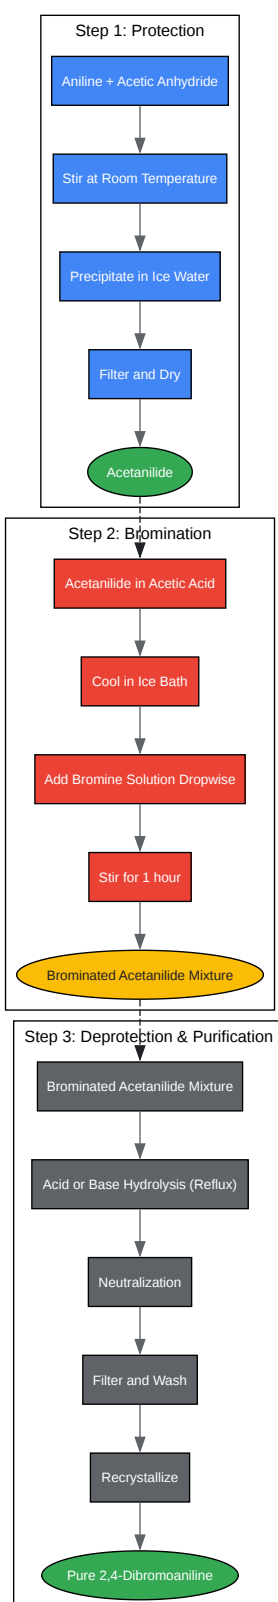 Step 1: Protection
Aniline + Acetic Anhydride
Stir at Room Temperature
Precipitate in Ice Water
Filter and Dry
Acetanilide
Step 2: Bromination
Acetanilide in Acetic Acid
Cool in Ice Bath
Add Bromine Solution Dropwise
Stir for 1 hour
Brominated Acetanilide Mixture
Step 3: Deprotection & Purification
Brominated Acetanilide Mixture
Acid or Base Hydrolysis (Reflux)
Neutralization
Filter and Wash
Recrystallize
Pure 2,4-Dibromoaniline